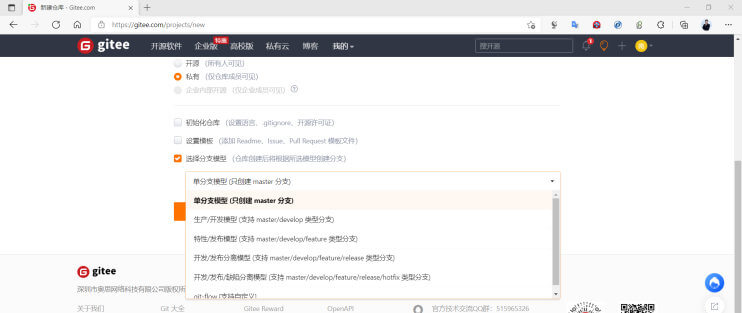 新建仓库 - Gitee.com
https://gitee.com/projects/new
gitee 开源软件 企业版 特惠 高校版 私有云 博客 我的 搜开源 1
开源 (所有人可见)
私有 (仅仓库成员可见)
企业内部开源 (仅企业成员可见) ?
初始化仓库 (设置语言、.gitignore、开源许可证)
设置模板 (添加 Readme、Issue、Pull Request 模板文件)
选择分支模型 (仓库创建后将根据所选模型创建分支)
单分支模型 (只创建 master 分支)
单分支模型 (只创建 master 分支)
生产/开发模型 (支持 master/develop 类型分支)
特性/发布模型 (支持 master/develop/feature 类型分支)
开发/发布分离模型 (支持 master/develop/feature/release 类型分支)
开发/发布/缺陷分离模型 (支持 master/develop/feature/release/hotfix 类型分支)
git-flow [支持自定义]
gitee
深圳市奥思网络科技有限公司版权所有
关于我们 Git 大全 Gitee Reward OpenAPI 官方技术交流QQ群：515965326